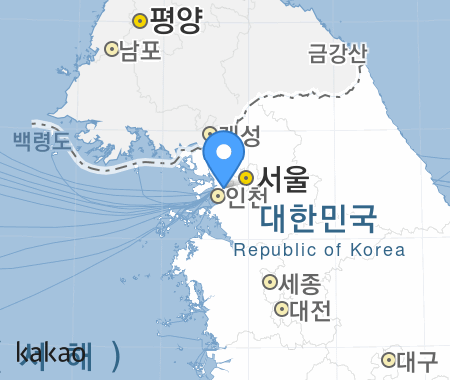 평양
남포
금강산
백령도
개성
서울
인천
대한민국
Republic of Korea
세종
대전
대구
( 서 해 )
kakao